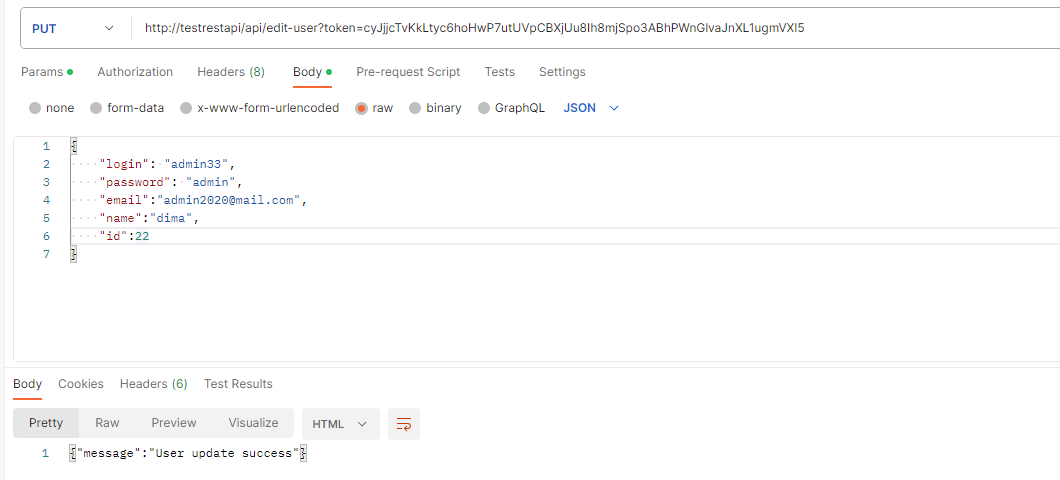 PUT http://testrestapi/api/edit-user?token=cyJjjcTvKkLtyc6hoHwP7utUVpCBXjUu8Ih8mjSpo3ABhPWnGIvaJnXL1ugmVXI5
Params Authorization Headers (8) Body Pre-request Script Tests Settings
none form-data x-www-form-urlencoded raw binary GraphQL JSON
1 {
2 "login": "admin33",
3 "password": "admin",
4 "email":"admin2020@mail.com",
5 "name":"dima",
6 "id":22
7 }
Body Cookies Headers (6) Test Results
Pretty Raw Preview Visualize HTML
1 {"message":"User update success"}